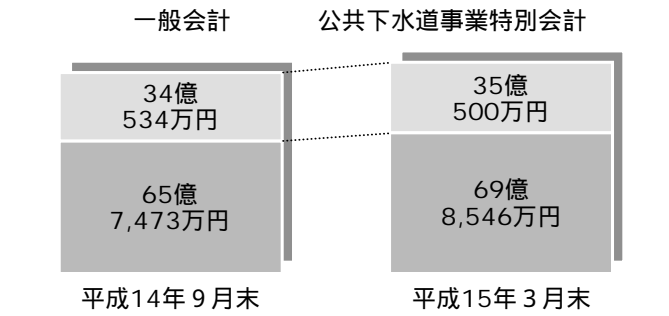 一般会計
公共下水道事業特別会計
34億
534万円
35億
500万円
65億
7,473万円
69億
8,546万円
平成14年９月末
平成15年３月末